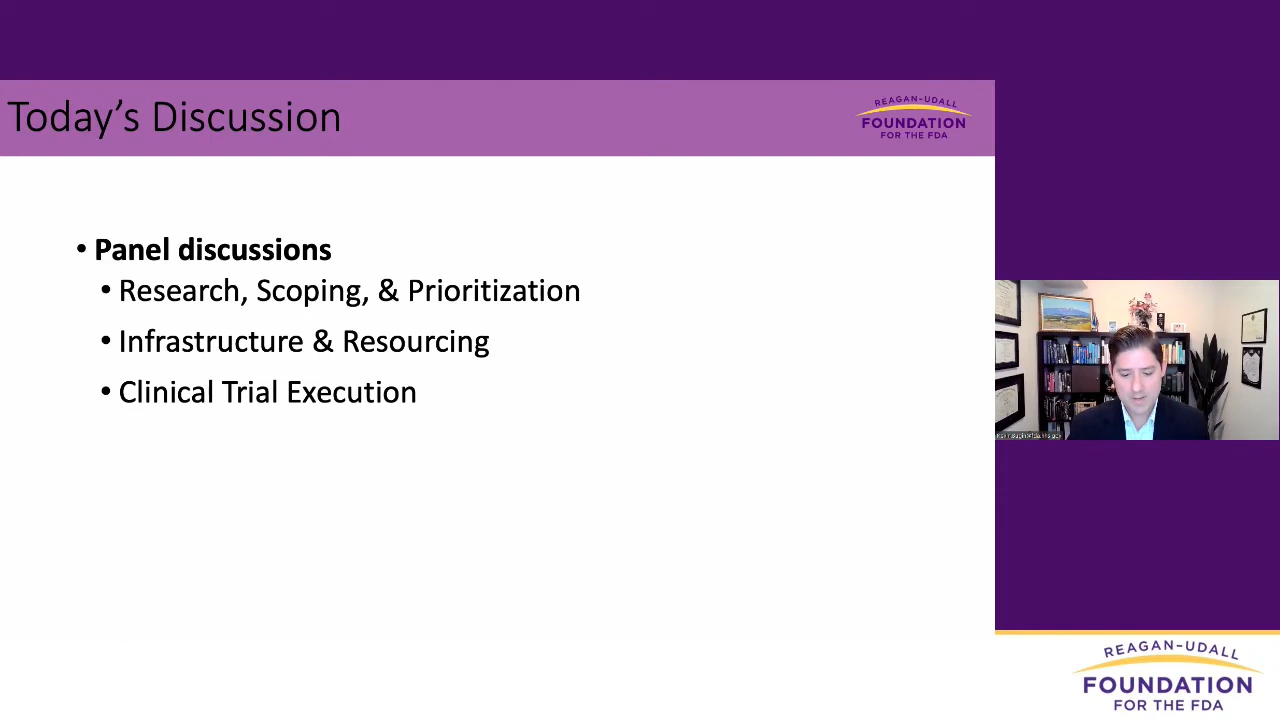 Today's Discussion
REAGAN-UDALL
FOUNDATION
FOR THE FDA
• Panel discussions
• Research, Scoping, & Prioritization
• Infrastructure & Resourcing
• Clinical Trial Execution
REAGAN-UDALL
FOUNDATION
FOR THE FDA